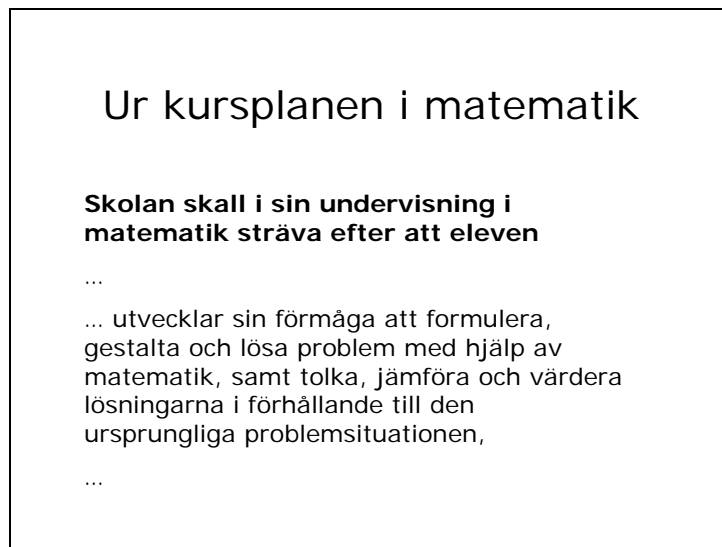 Ur kursplanen i matematik
Skolan skall i sin undervisning i
matematik sträva efter att eleven
...
... utvecklar sin förmåga att formulera,
gestalta och lösa problem med hjälp av
matematik, samt tolka, jämföra och värdera
lösningarna i förhållande till den
ursprungliga problemsituationen,
...